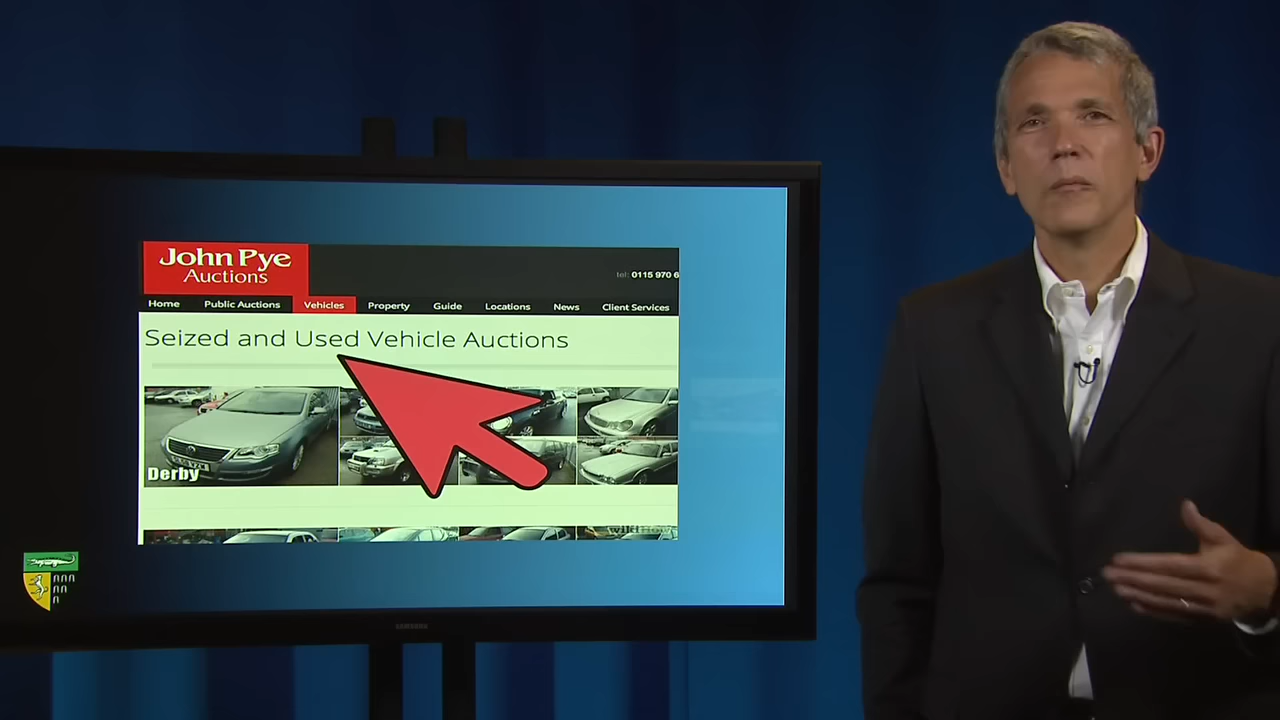 John Pye
Auctions
tel: 0115 970 6
Home Public Auctions Vehicles Property Guide Locations News Client Services
Seized and Used Vehicle Auctions
Derby
wikiHow
SAMSUNG